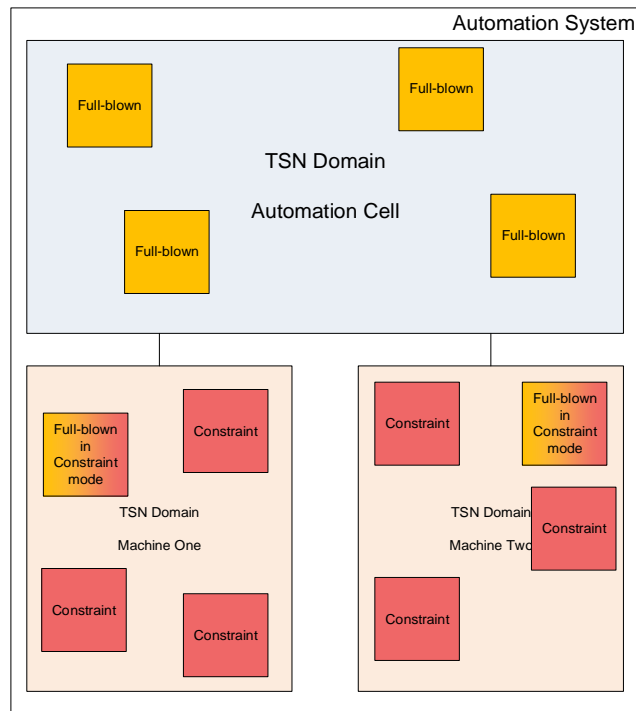 Automation System
Full-blown
Full-blown
TSN Domain
Automation Cell
Full-blown
Full-blown
Full-blown
in
Constraint
mode
Constraint
TSN Domain
Machine One
Constraint
Constraint
Constraint
Full-blown
in
Constraint
mode
TSN Domain
Machine Two
Constraint
Constraint